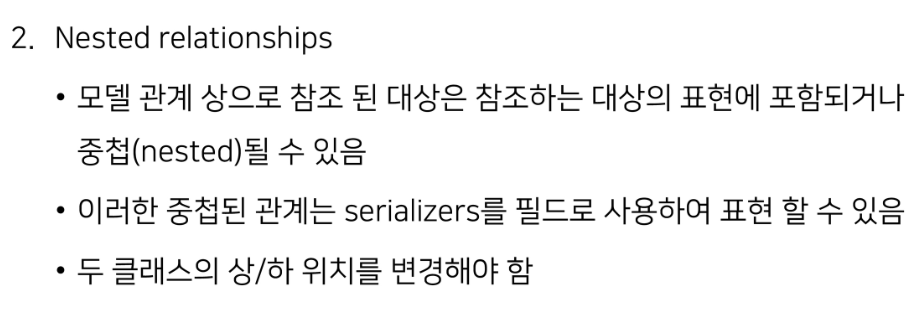 2. Nested relationships
• 모델 관계 상으로 참조 된 대상은 참조하는 대상의 표현에 포함되거나
중첩(nested)될 수 있음
• 이러한 중첩된 관계는 serializers를 필드로 사용하여 표현 할 수 있음
• 두 클래스의 상/하 위치를 변경해야 함